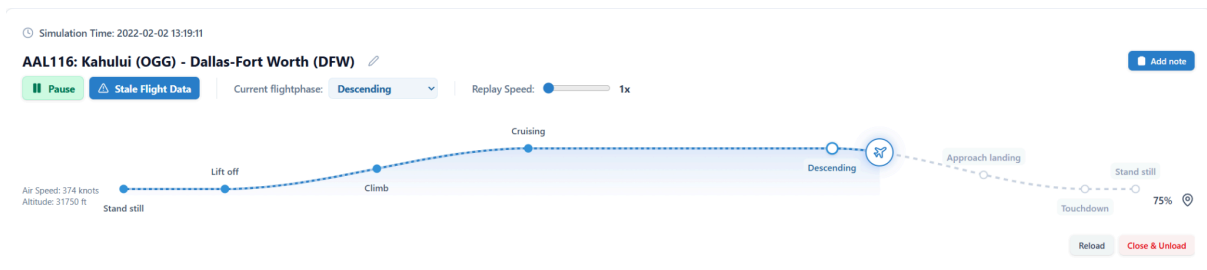 Simulation Time: 2022-02-02 13:19:11
AAL116: Kahului (OGG) - Dallas-Fort Worth (DFW)
Add note
Pause
Stale Flight Data
Current flightphase: Descending
Replay Speed: 1x
Cruising
Lift off
Climb
Descending
Approach landing
Stand still
Air Speed: 374 knots
Altitude: 31750 ft
Stand still
Touchdown
75%
Reload
Close & Unload